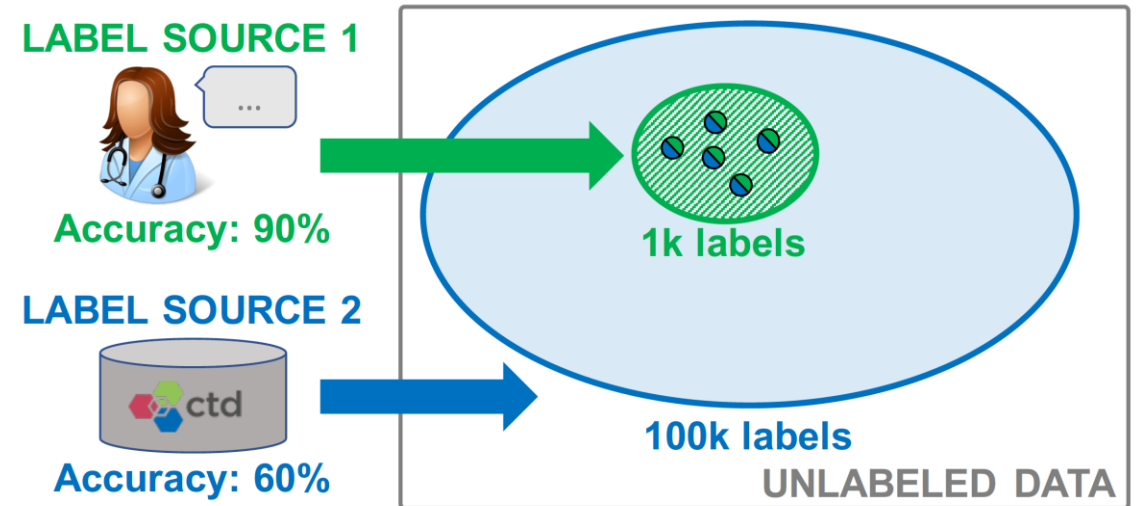 LABEL SOURCE 1
...
Accuracy: 90%
1k labels
LABEL SOURCE 2
ctd
Accuracy: 60%
100k labels
UNLABELED DATA